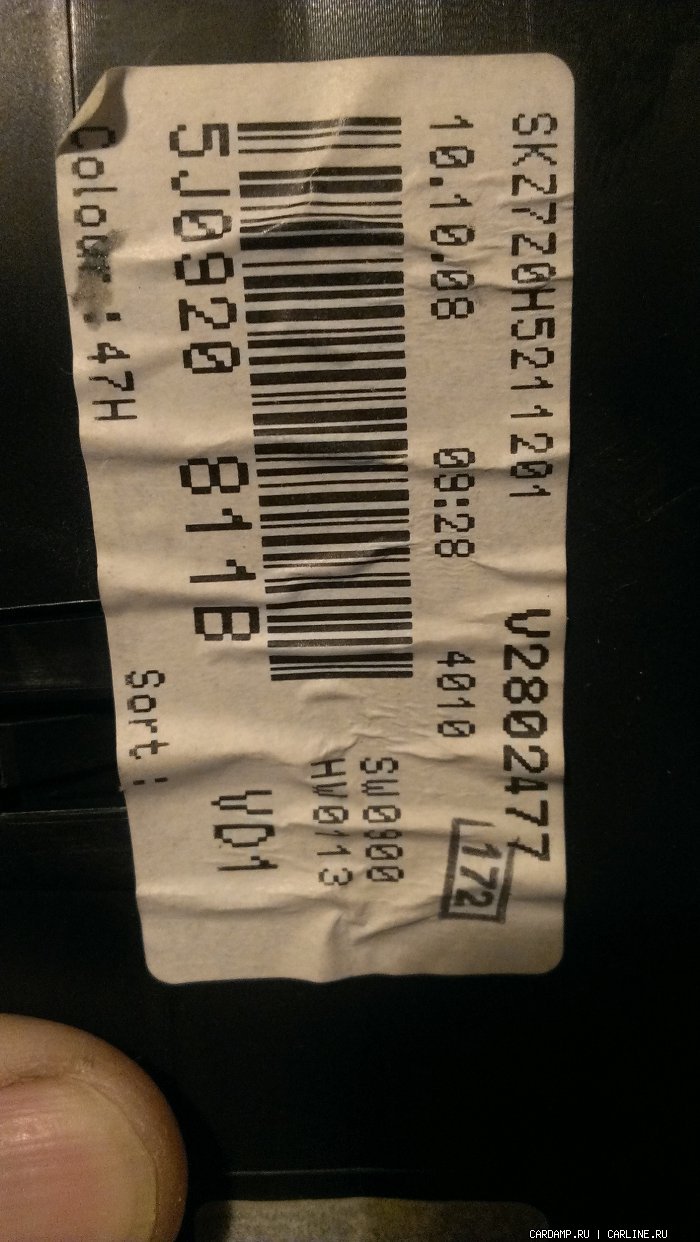 SKZ7Z0H5211201 V2802477
10.10.08 09:28 4010 172
SW0900
HW0113
5J0920 811B VD1
Colour: 47H Sort:
CARDAMP.RU | CARLINE.RU